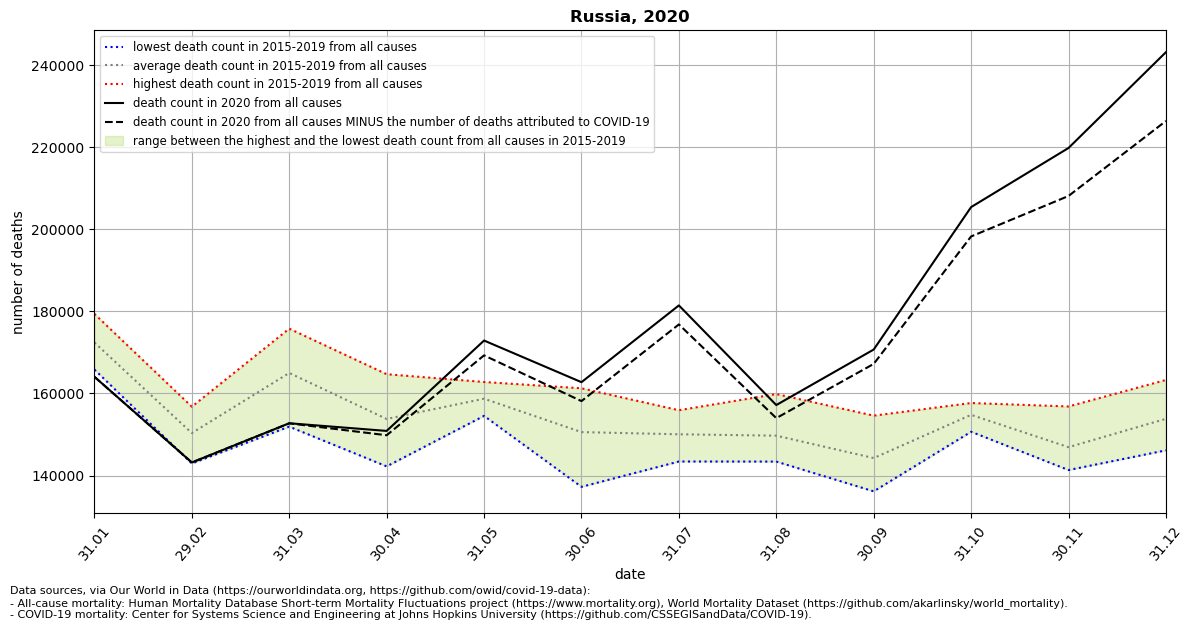 Russia, 2020
lowest death count in 2015-2019 from all causes
average death count in 2015-2019 from all causes
highest death count in 2015-2019 from all causes
death count in 2020 from all causes
death count in 2020 from all causes MINUS the number of deaths attributed to COVID-19
range between the highest and the lowest death count from all causes in 2015-2019
number of deaths
240000
220000
200000
180000
160000
140000
31.01
29.02
31.03
30.04
31.05
30.06
31.07
31.08
30.09
31.10
30.11
31.12
date
Data sources, via Our World in Data (https://ourworldindata.org, https://github.com/owid/covid-19-data):
- All-cause mortality: Human Mortality Database Short-term Mortality Fluctuations project (https://www.mortality.org), World Mortality Dataset (https://github.com/akarlinsky/world_mortality).
- COVID-19 mortality: Center for Systems Science and Engineering at Johns Hopkins University (https://github.com/CSSEGISandData/COVID-19).